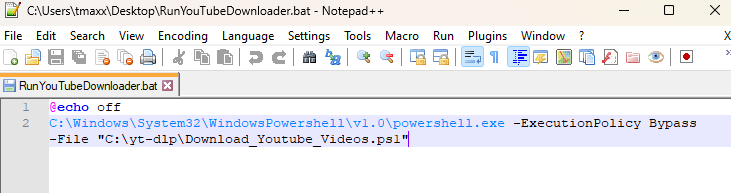 C:\Users\tmaxx\Desktop\RunYouTubeDownloader.bat - Notepad++
File Edit Search View Encoding Language Settings Tools Macro Run Plugins Window ? X
RunYouTubeDownloader.bat
1 @echo off
2 C:\Windows\System32\WindowsPowershell\v1.0\powershell.exe -ExecutionPolicy Bypass
-File "C:\yt-dlp\Download_Youtube_Videos.ps1"